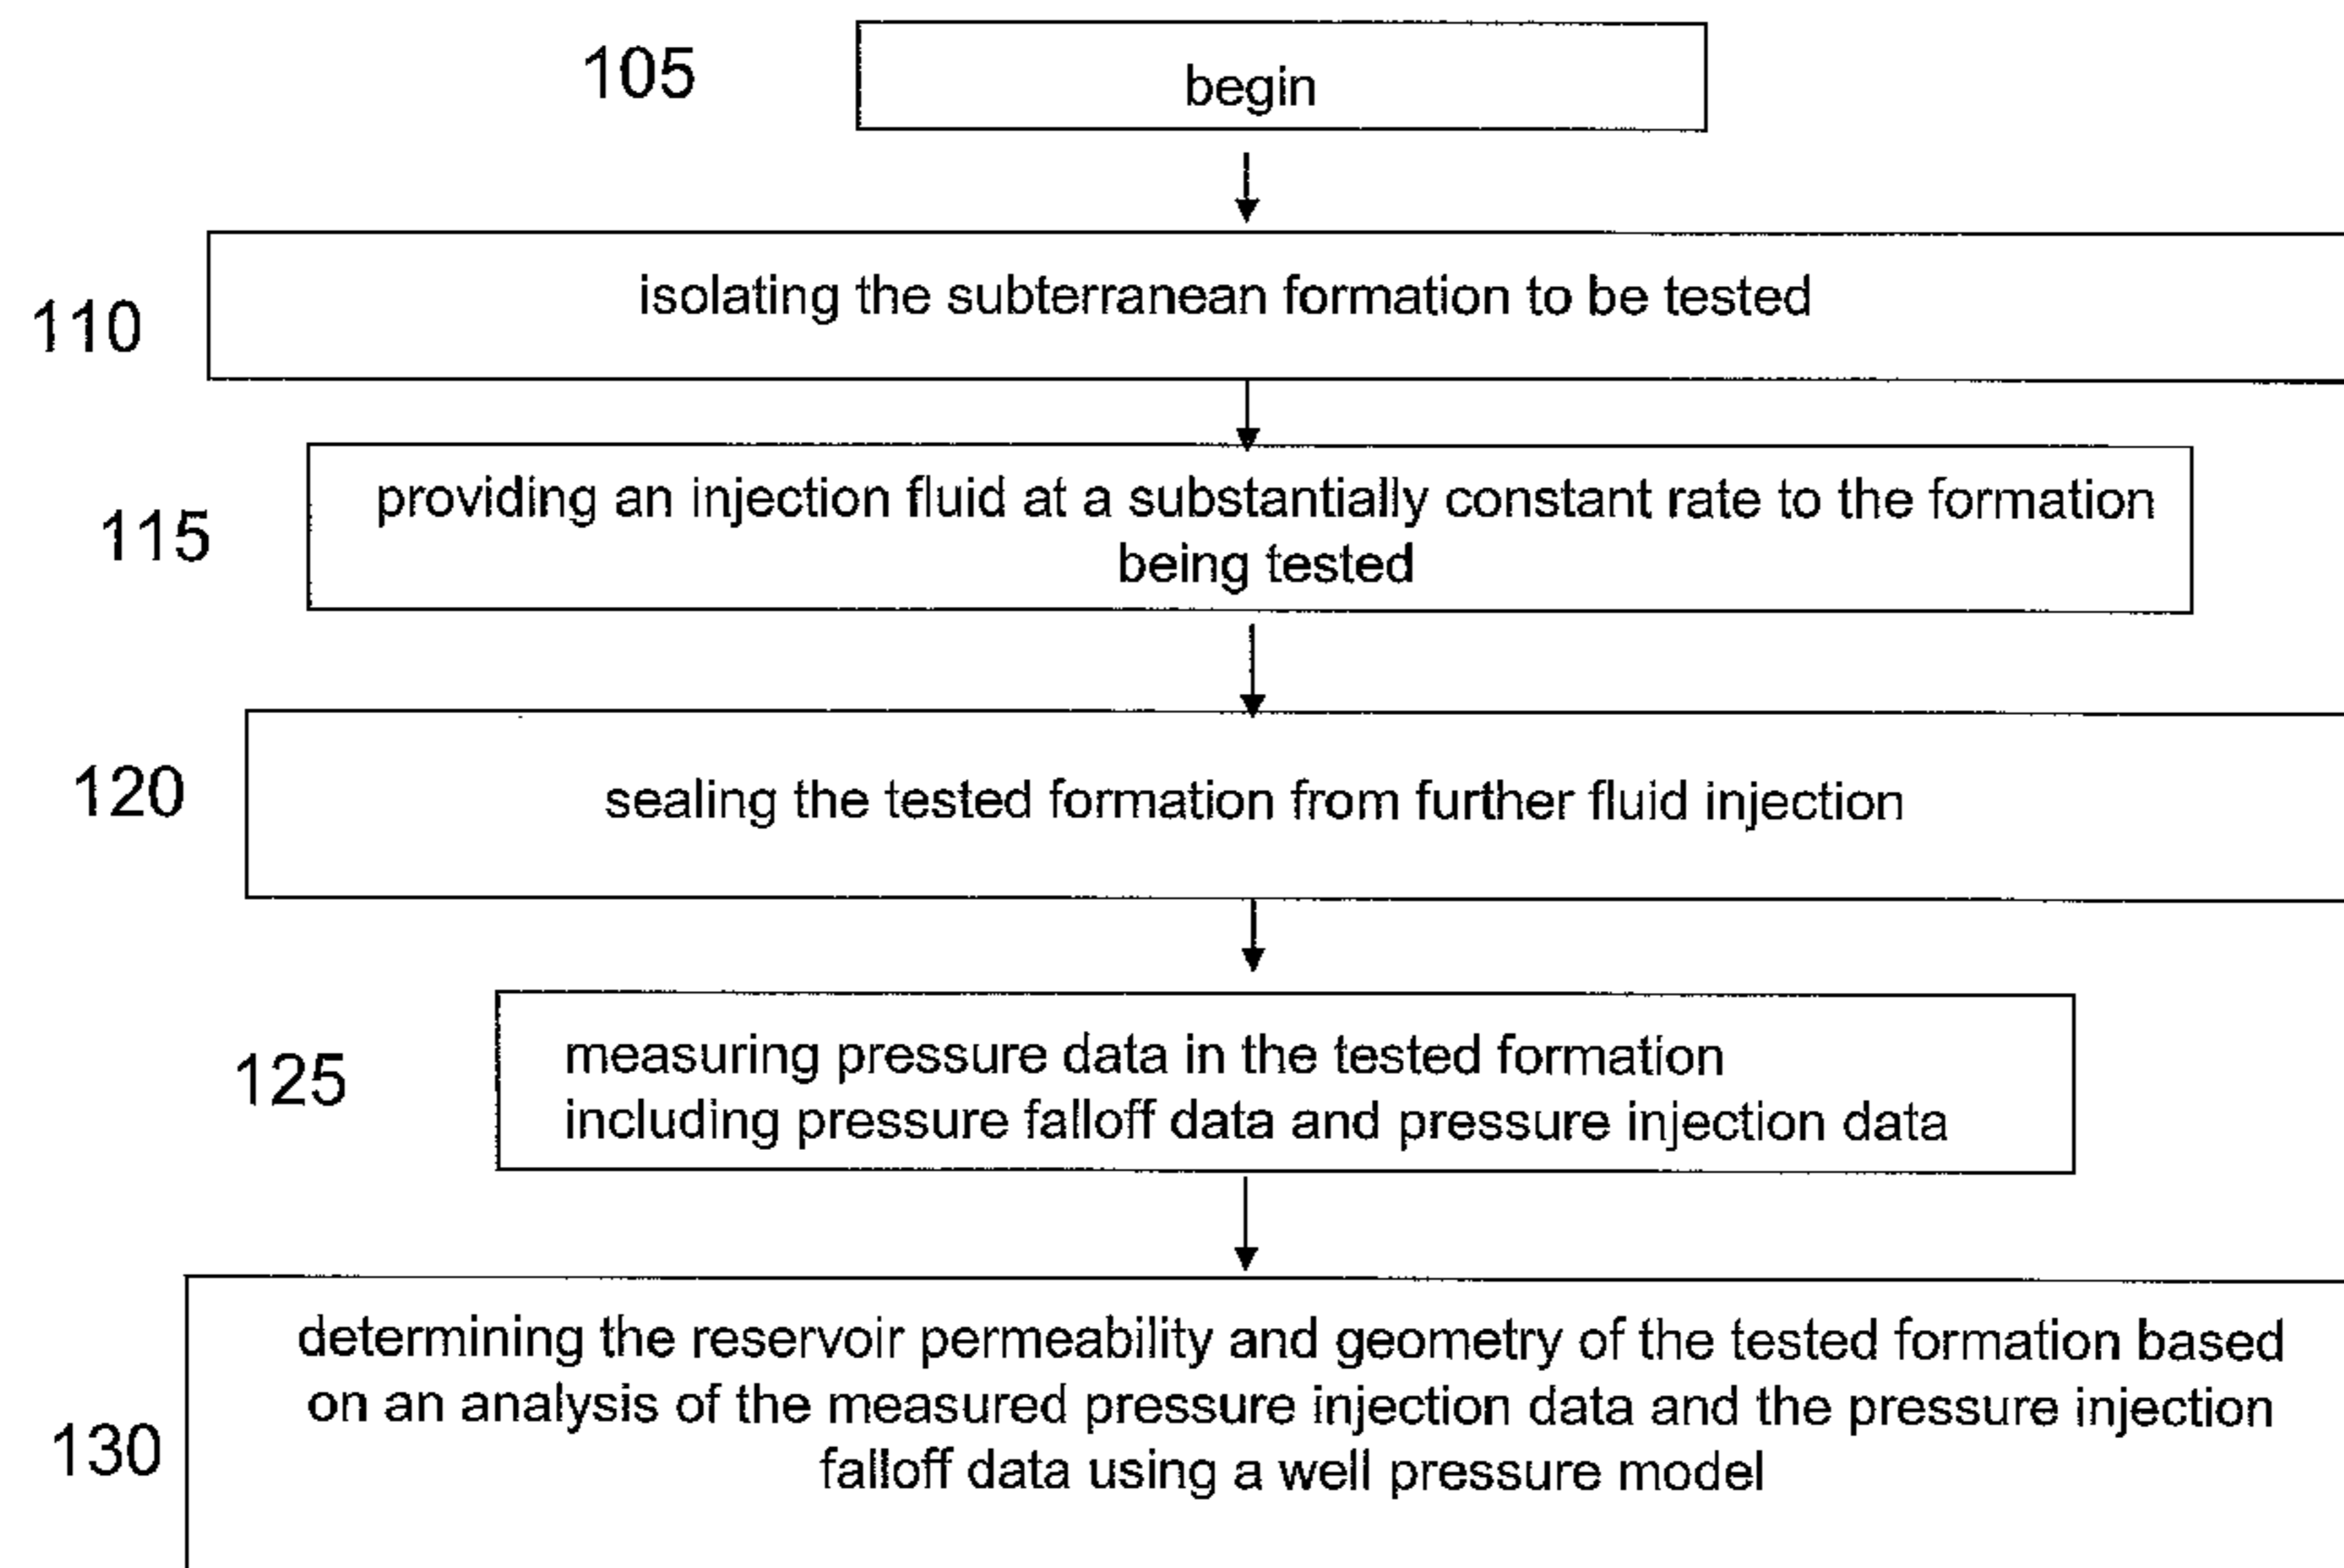 105
begin
110
isolating the subterranean formation to be tested
115
providing an injection fluid at a substantially constant rate to the formation
being tested
120
sealing the tested formation from further fluid injection
125
measuring pressure data in the tested formation
including pressure falloff data and pressure injection data
130
determining the reservoir permeability and geometry of the tested formation based
on an analysis of the measured pressure injection data and the pressure injection
falloff data using a well pressure model